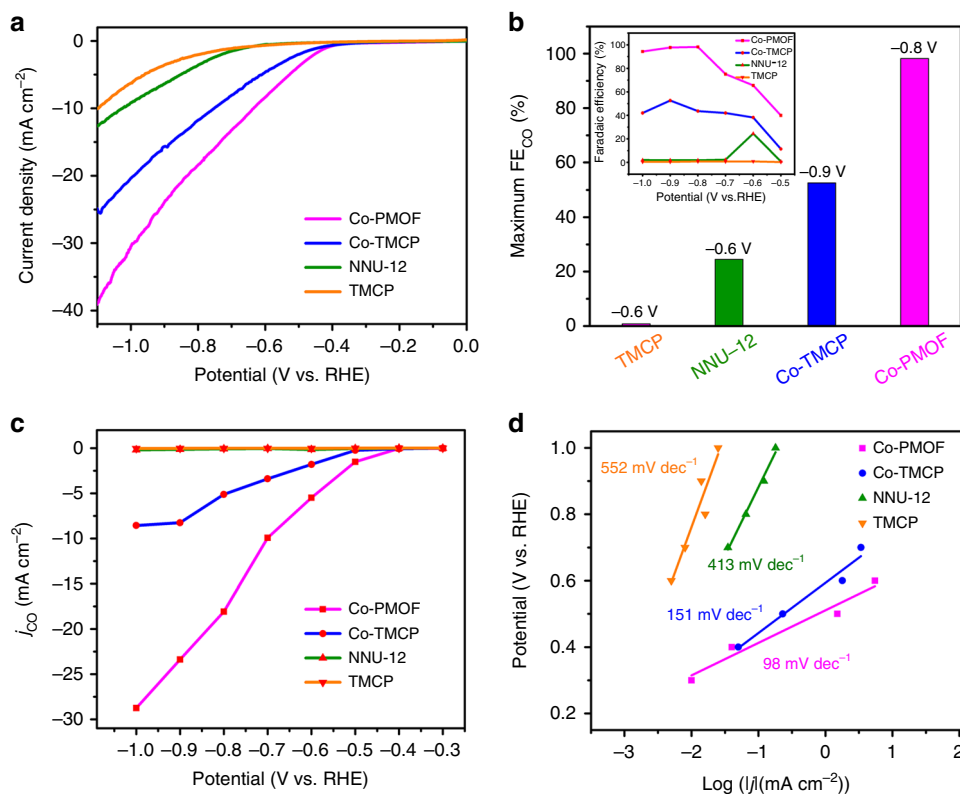 a
Current density (mA cm⁻²)
0
−10
−20
−30
−40
Co-PMOF
Co-TMCP
NNU-12
TMCP
−1.0
−0.8
−0.6
−0.4
−0.2
0.0
Potential (V vs. RHE)
b
Maximum FE_CO (%)
100
80
60
40
20
0
Faradaic efficiency (%)
100
80
60
40
20
0
Co-PMOF
Co-TMCP
NNU-12
TMCP
−1.0
−0.9
−0.8
−0.7
−0.6
−0.5
Potential (V vs.RHE)
−0.6 V
−0.6 V
−0.9 V
−0.8 V
TMCP
NNU–12
Co-TMCP
Co-PMOF
c
j_CO (mA cm⁻²)
0
−5
−10
−15
−20
−25
−30
Co-PMOF
Co-TMCP
NNU-12
TMCP
−1.0
−0.9
−0.8
−0.7
−0.6
−0.5
−0.4
−0.3
Potential (V vs. RHE)
d
Potential (V vs. RHE)
1.0
0.8
0.6
0.4
0.2
552 mV dec⁻¹
413 mV dec⁻¹
151 mV dec⁻¹
98 mV dec⁻¹
Co-PMOF
Co-TMCP
NNU-12
TMCP
−3
−2
−1
0
1
2
Log (|j|(mA cm⁻²))